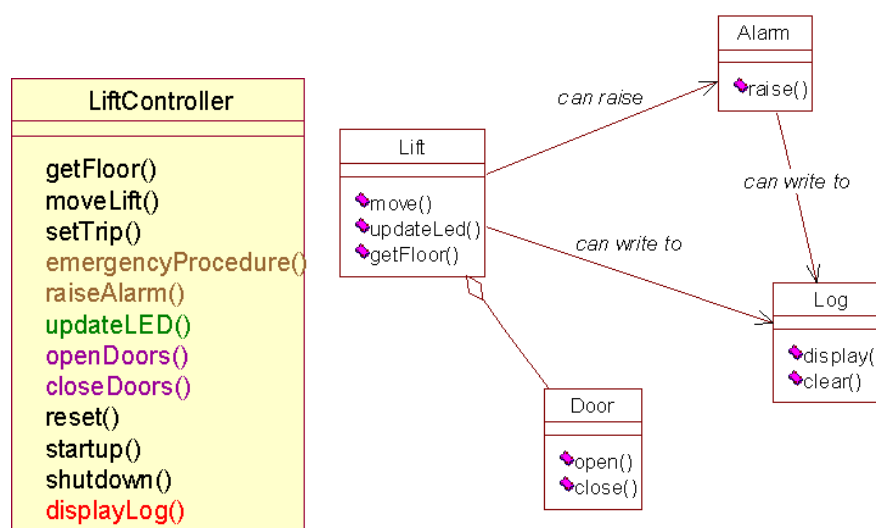 LiftController
getFloor()
moveLift()
setTrip()
emergencyProcedure()
raiseAlarm()
updateLED()
openDoors()
closeDoors()
reset()
startup()
shutdown()
displayLog()
Lift
move()
updateLed()
getFloor()
can raise
Alarm
raise()
can write to
can write to
Log
display(
clear()
Door
open()
close()